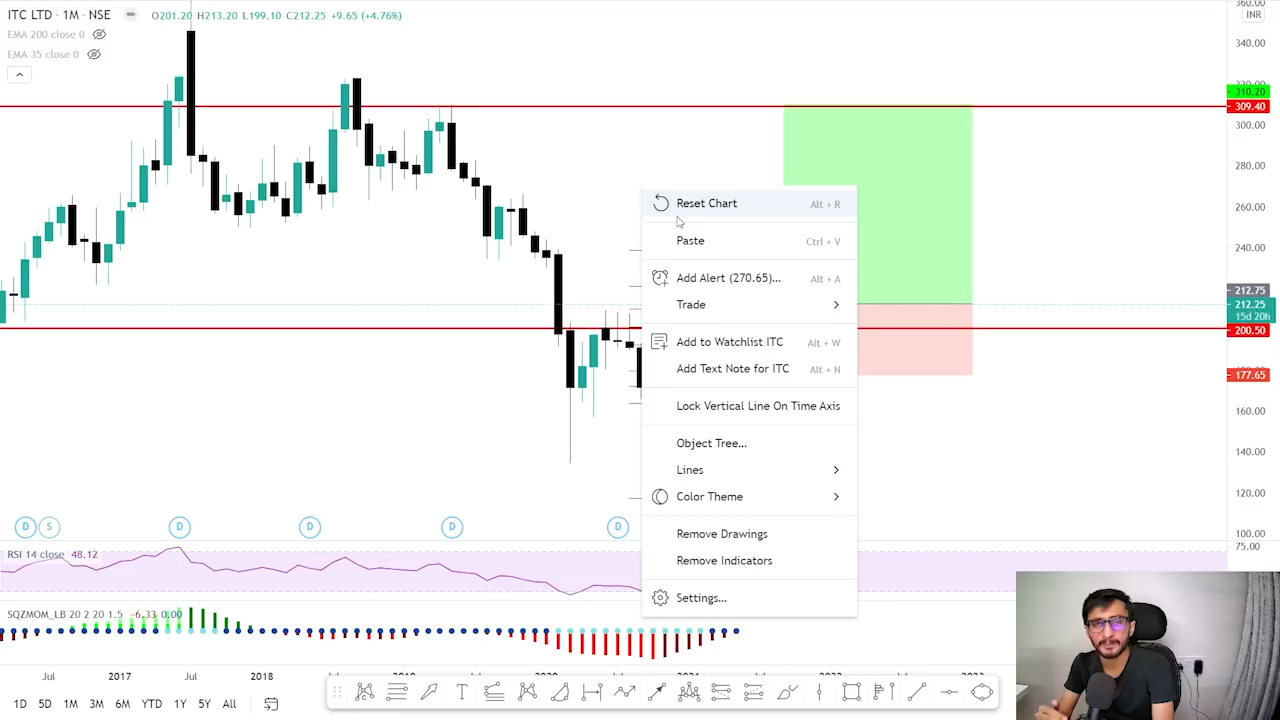 ITC LTD · 1M · NSE O201.20 H213.20 L199.10 C212.25 +9.65 (+4.76%)
EMA 200 close 0
EMA 35 close 0
360.00
INR
340.00
320.00
310.20
309.40
300.00
280.00
260.00
240.00
212.75
212.25
15d 20h
200.50
177.65
160.00
140.00
120.00
100.00
75.00
Reset Chart Alt + R
Paste Ctrl + V
Add Alert (270.65)... Alt + A
Trade
Add to Watchlist ITC Alt + W
Add Text Note for ITC Alt + N
Lock Vertical Line On Time Axis
Object Tree...
Lines
Color Theme
Remove Drawings
Remove Indicators
Settings...
D S D D D D
RSI 14 close 48.12
SQZMOM_LB 20 2 20 1.5 -6.33 0.00
Jul 2017 Jul 2018
1D 5D 1M 3M 6M YTD 1Y 5Y All
T